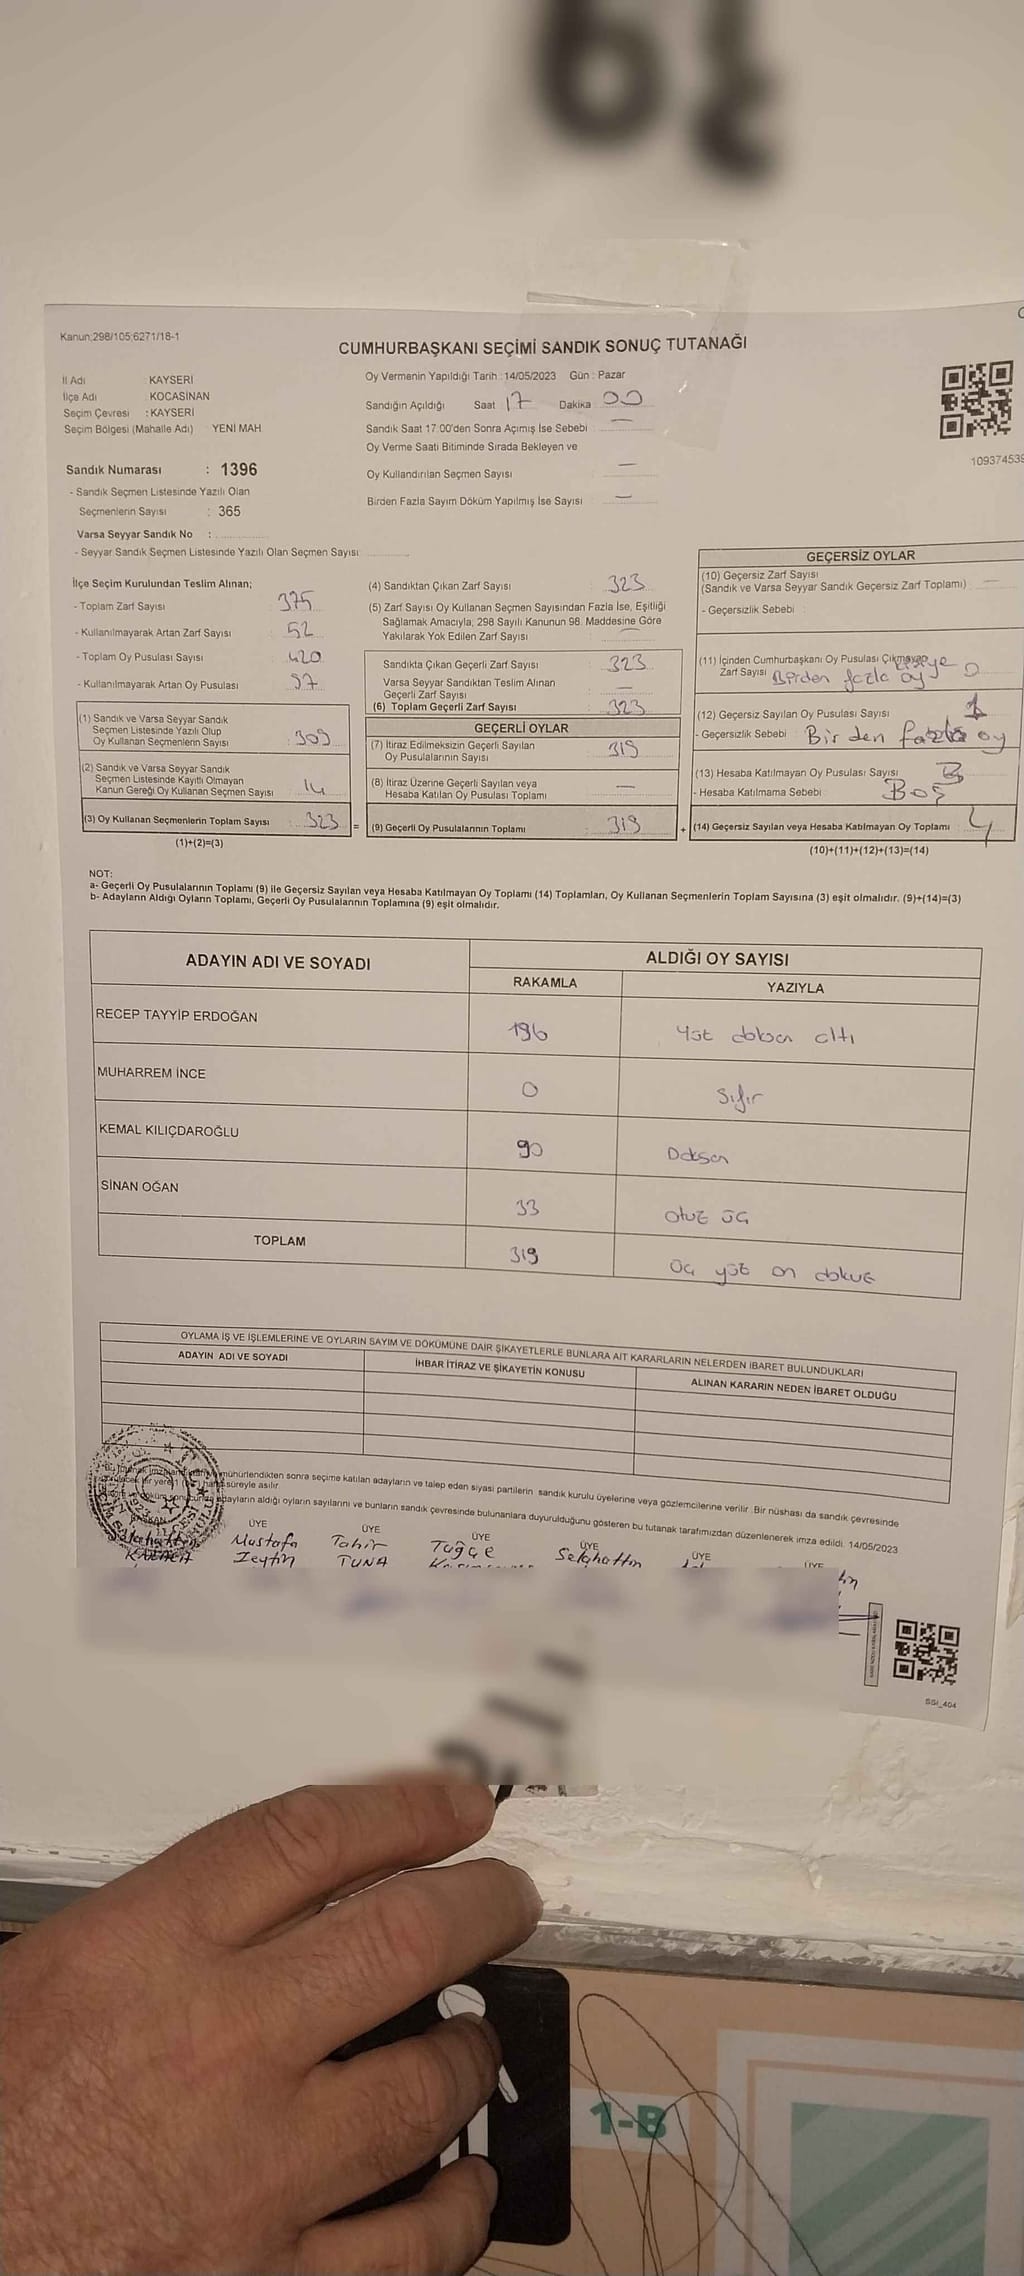 Kanun;298/105;6271/18-1
CUMHURBAŞKANI SEÇİMİ SANDIK SONUÇ TUTANAĞI
İl Adı : KAYSERİ
İlçe Adı : KOCASİNAN
Seçim Çevresi : KAYSERİ
Seçim Bölgesi (Mahalle Adı) YENİ MAH
Sandık Numarası : 1396
- Sandık Seçmen Listesinde Yazılı Olan
Seçmenlerin Sayısı : 365
Varsa Seyyar Sandık No :
- Seyyar Sandık Seçmen Listesinde Yazılı Olan Seçmen Sayısı:
Oy Vermenin Yapıldığı Tarih : 14/05/2023 Gün : Pazar
Sandığın Açıldığı Saat 17 Dakika 00
Sandık Saat 17:00'den Sonra Açımış İse Sebebi : —
Oy Verme Saati Bitiminde Sırada Bekleyen ve
Oy Kullandırılan Seçmen Sayısı : —
Birden Fazla Sayım Döküm Yapılmış İse Sayısı : —
109374539
İlçe Seçim Kurulundan Teslim Alınan;
- Toplam Zarf Sayısı : 375
- Kullanılmayarak Artan Zarf Sayısı : 52
- Toplam Oy Pusulası Sayısı : 420
- Kullanılmayarak Artan Oy Pusulası : 97
(1) Sandık ve Varsa Seyyar Sandık
Seçmen Listesinde Yazılı Olup
Oy Kullanan Seçmenlerin Sayısı : 309
(2) Sandık ve Varsa Seyyar Sandık
Seçmen Listesinde Kayıtlı Olmayan
Kanun Gereği Oy Kullanan Seçmen Sayısı : 14
(3) Oy Kullanan Seçmenlerin Toplam Sayısı : 323 =
(1)+(2)=(3)
(4) Sandıktan Çıkan Zarf Sayısı : 323
(5) Zarf Sayısı Oy Kullanan Seçmen Sayısından Fazla İse, Eşitliği
Sağlamak Amacıyla; 298 Sayılı Kanunun 98. Maddesine Göre
Yakılarak Yok Edilen Zarf Sayısı : —
Sandıkta Çıkan Geçerli Zarf Sayısı : 323
Varsa Seyyar Sandıktan Teslim Alınan
Geçerli Zarf Sayısı : —
(6) Toplam Geçerli Zarf Sayısı : 323
GEÇERLİ OYLAR
(7) İtiraz Edilmeksizin Geçerli Sayılan
Oy Pusulalarının Sayısı : 319
(8) İtiraz Üzerine Geçerli Sayılan veya
Hesaba Katılan Oy Pusulası Toplamı : —
(9) Geçerli Oy Pusulalarının Toplamı : 319 +
GEÇERSİZ OYLAR
(10) Geçersiz Zarf Sayısı
(Sandık ve Varsa Seyyar Sandık Geçersiz Zarf Toplamı) : —
- Geçersizlik Sebebi :
(11) İçinden Cumhurbaşkanı Oy Pusulası Çıkmayan
Zarf Sayısı Birden fazla oy 0
(12) Geçersiz Sayılan Oy Pusulası Sayısı : 1
- Geçersizlik Sebebi : Birden fazla oy
(13) Hesaba Katılmayan Oy Pusulası Sayısı : 3
- Hesaba Katılmama Sebebi : Boş
(14) Geçersiz Sayılan veya Hesaba Katılmayan Oy Toplamı : 4
(10)+(11)+(12)+(13)=(14)
NOT:
a- Geçerli Oy Pusulalarının Toplamı (9) ile Geçersiz Sayılan veya Hesaba Katılmayan Oy Toplamı (14) Toplamları, Oy Kullanan Seçmenlerin Toplam Sayısına (3) eşit olmalıdır. (9)+(14)=(3)
b- Adayların Aldığı Oyların Toplamı, Geçerli Oy Pusulalarının Toplamına (9) eşit olmalıdır.
ADAYIN ADI VE SOYADI ALDIĞI OY SAYISI
RAKAMLA YAZIYLA
RECEP TAYYİP ERDOĞAN 196 Yüz doksan altı
MUHARREM İNCE 0 Sıfır
KEMAL KILIÇDAROĞLU 90 Doksan
SİNAN OĞAN 33 otuz üç
TOPLAM 319 Üç yüz on dokuz
OYLAMA İŞ VE İŞLEMLERİNE VE OYLARIN SAYIM VE DÖKÜMÜNE DAİR ŞİKAYETLERLE BUNLARA AİT KARARLARIN NELERDEN İBARET BULUNDUKLARI
ADAYIN ADI VE SOYADI İHBAR İTİRAZ VE ŞİKAYETİN KONUSU ALINAN KARARIN NEDEN İBARET OLDUĞU
mühürlendikten sonra seçime katılan adayların ve talep eden siyasi partilerin sandık kurulu üyelerine veya gözlemcilerine verilir. Bir nüshası da sandık çevresinde
süreyle asılır.
adayların aldığı oyların sayılarını ve bunların sandık çevresinde bulunanlara duyurulduğunu gösteren bu tutanak tarafımızdan düzenlenerek imza edildi. 14/05/2023
BAŞKAN ÜYE ÜYE ÜYE ÜYE ÜYE ÜYE
Selahattin Mustafa Tahir Tuğçe Selahattin
Zeytin TUNA
SGI_404
1-B